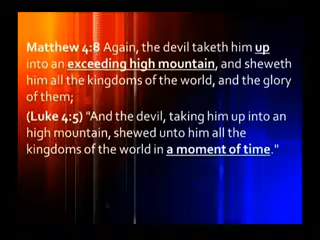 Matthew 4:8 Again, the devil taketh him up
into an exceeding high mountain, and sheweth
him all the kingdoms of the world, and the glory
of them;
(Luke 4:5) "And the devil, taking him up into an
high mountain, shewed unto him all the
kingdoms of the world in a moment of time."